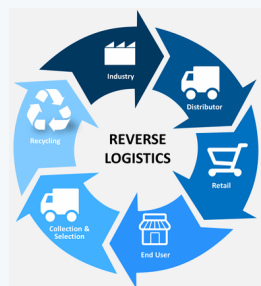 Industry
Distributor
REVERSE
LOGISTICS
Retail
End User
Collection &
Selection
Recycling